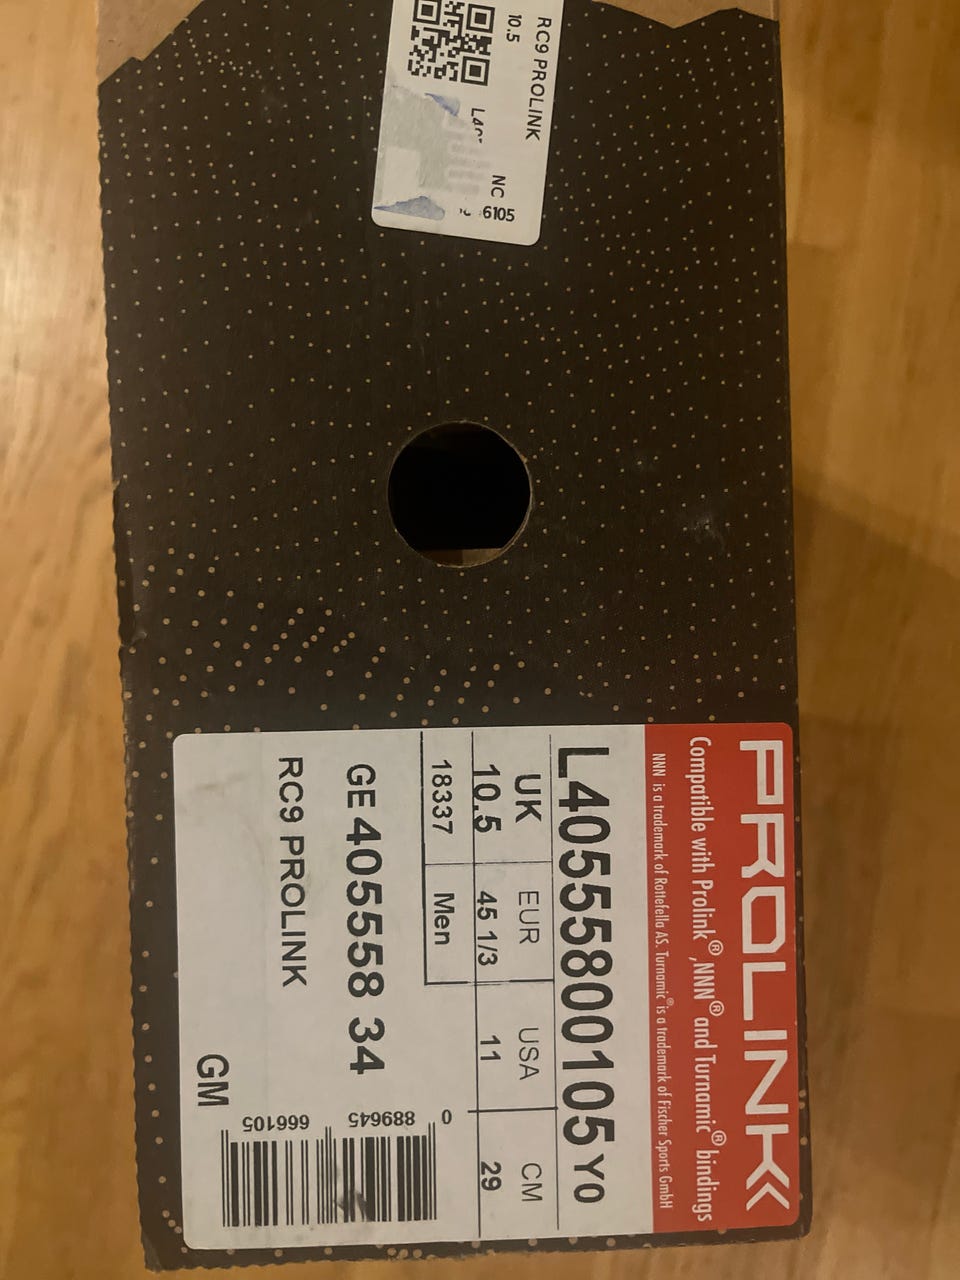 RC9 PROLINK
10.5
NC
6105
PROLINK
Compatible with Prolink®, NNN® and Turnamic® bindings
NNN is a trademark of Rottefella AS. Turnamic® is a trademark of Fischer Sports GmbH
L40555800105 Y0
UK EUR USA CM
10.5 45 1/3 11 29
18337 Men
GE 405558 34
RC9 PROLINK
GM
0 889645 666105